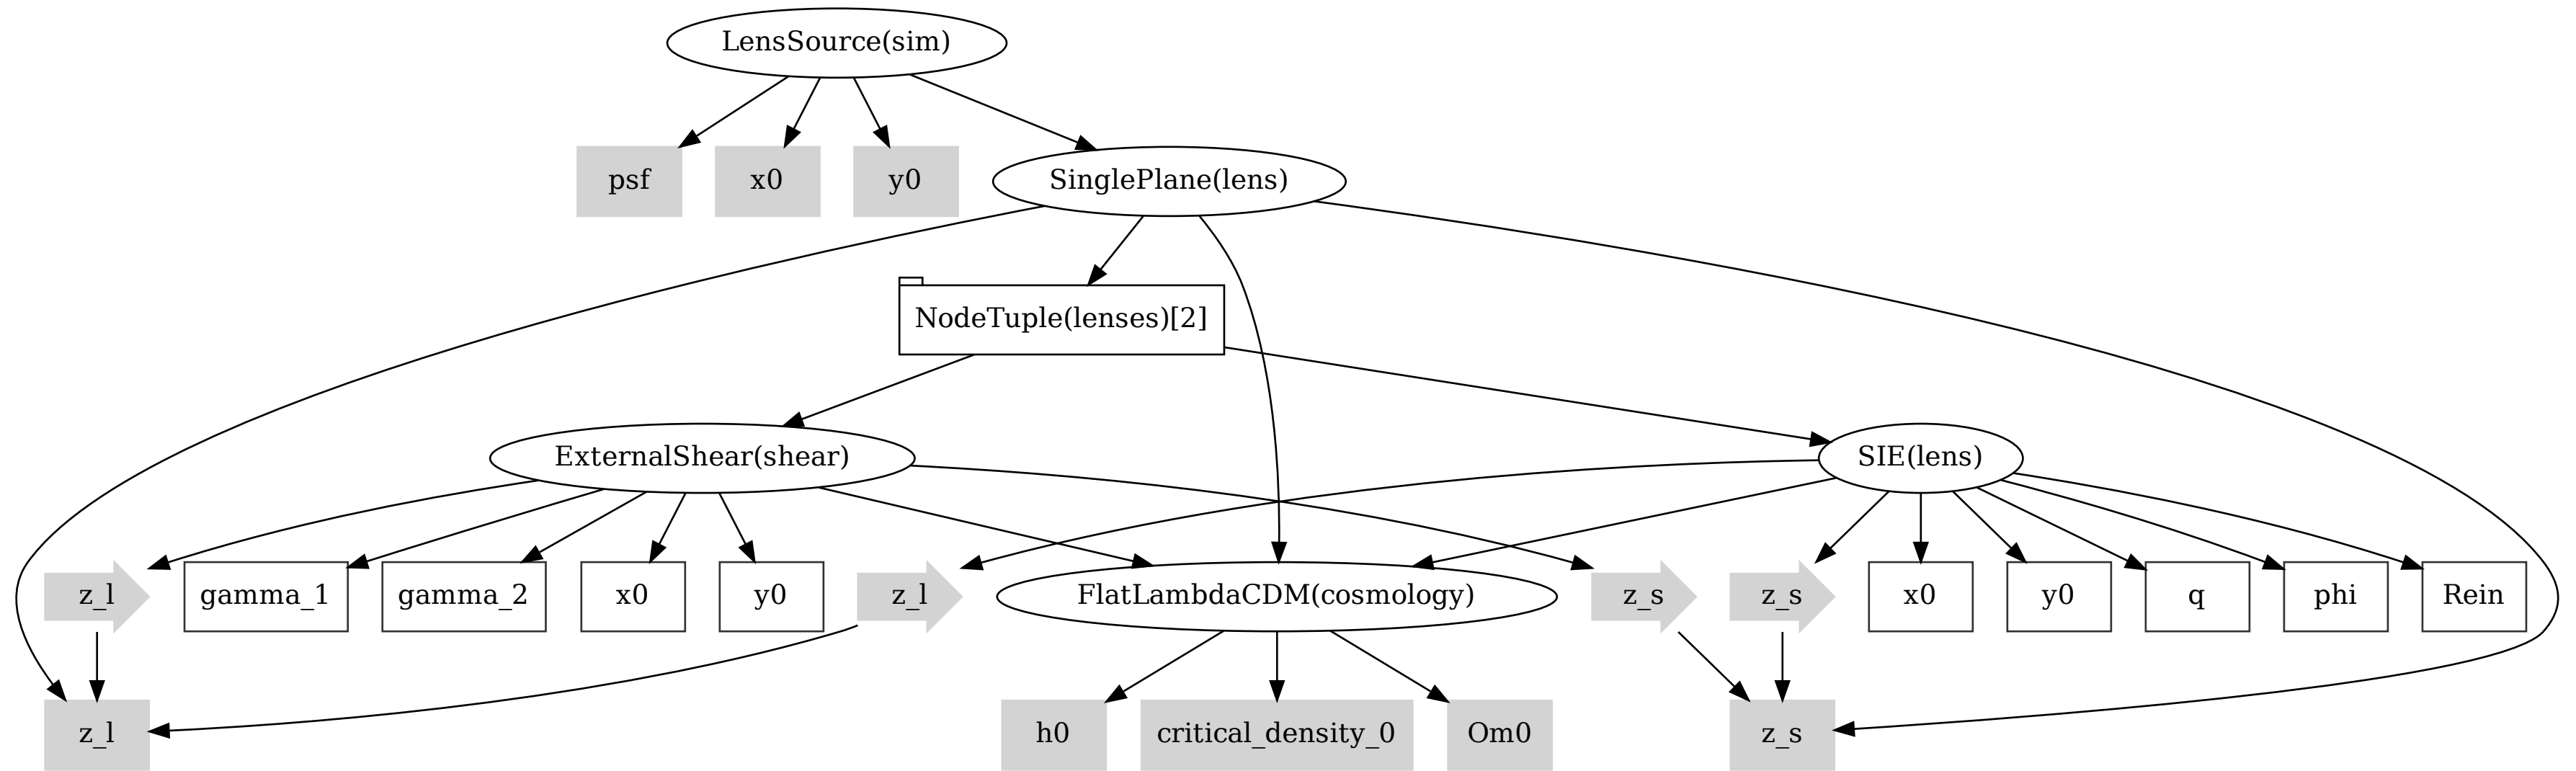 LensSource(sim)
psf
x0
y0
SinglePlane(lens)
NodeTuple(lenses)[2]
ExternalShear(shear)
SIE(lens)
z_l
gamma_1
gamma_2
x0
y0
z_l
FlatLambdaCDM(cosmology)
z_s
z_s
x0
y0
q
phi
Rein
z_l
h0
critical_density_0
Om0
z_s